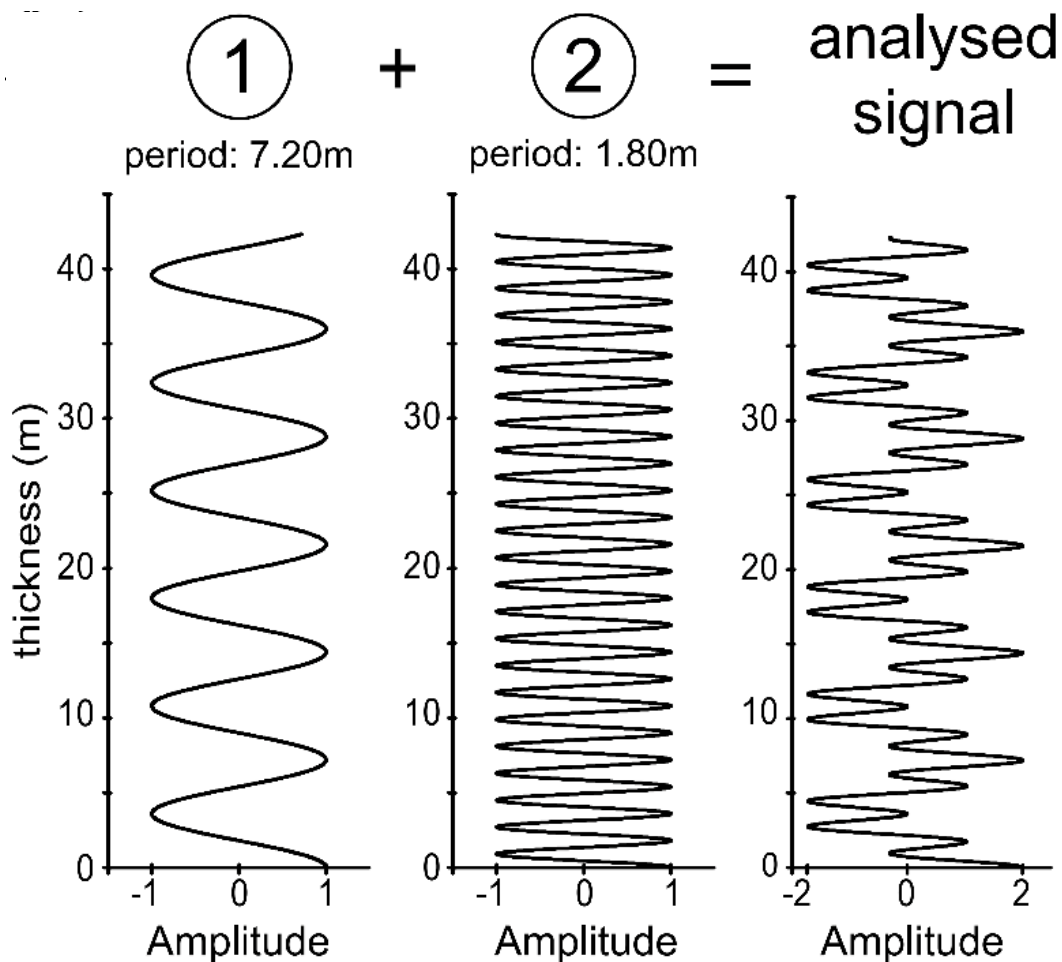 1 + 2 = analysed signal
period: 7.20m period: 1.80m
thickness (m)
40 40 40
30 30 30
20 20 20
10 10 10
0 0 0
-1 0 1 -1 0 1 -2 0 2
Amplitude Amplitude Amplitude